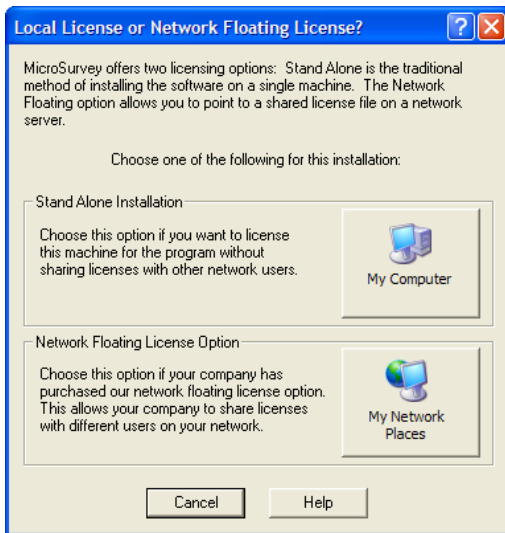 Local License or Network Floating License?
MicroSurvey offers two licensing options:  Stand Alone is the traditional
method of installing the software on a single machine.  The Network
Floating option allows you to point to a shared license file on a network
server.
Choose one of the following for this installation:
Stand Alone Installation
Choose this option if you want to license
this machine for the program without
sharing licenses with other network users.
My Computer
Network Floating License Option
Choose this option if your company has
purchased our network floating license option.
This allows your company to share licenses
with different users on your network.
My Network
Places
Cancel
Help